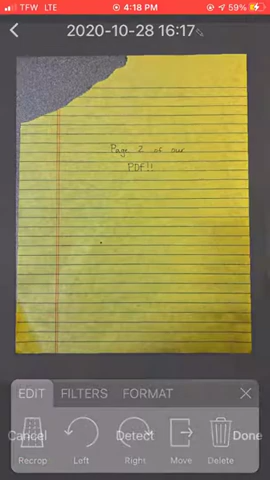 TFW LTE 4:18 PM 59%
2020-10-28 16:17
Page 2 of our
PDF!!
EDIT FILTERS FORMAT
Cancel Detect Done
Recrop Left Right Move Delete